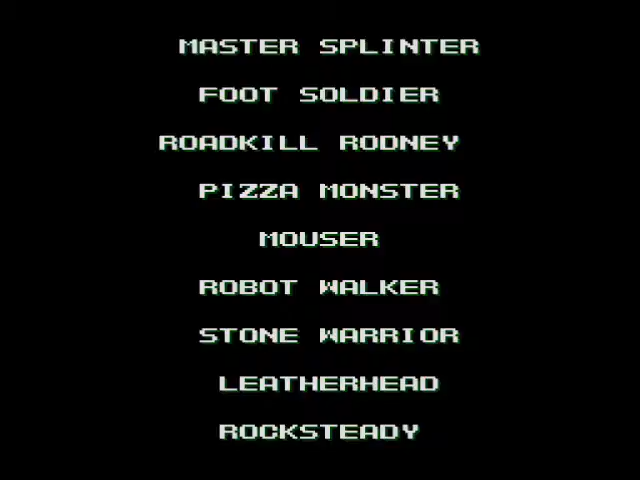 MASTER SPLINTER
FOOT SOLDIER
ROADKILL RODNEY
PIZZA MONSTER
MOUSER
ROBOT WALKER
STONE WARRIOR
LEATHERHEAD
ROCKSTEADY